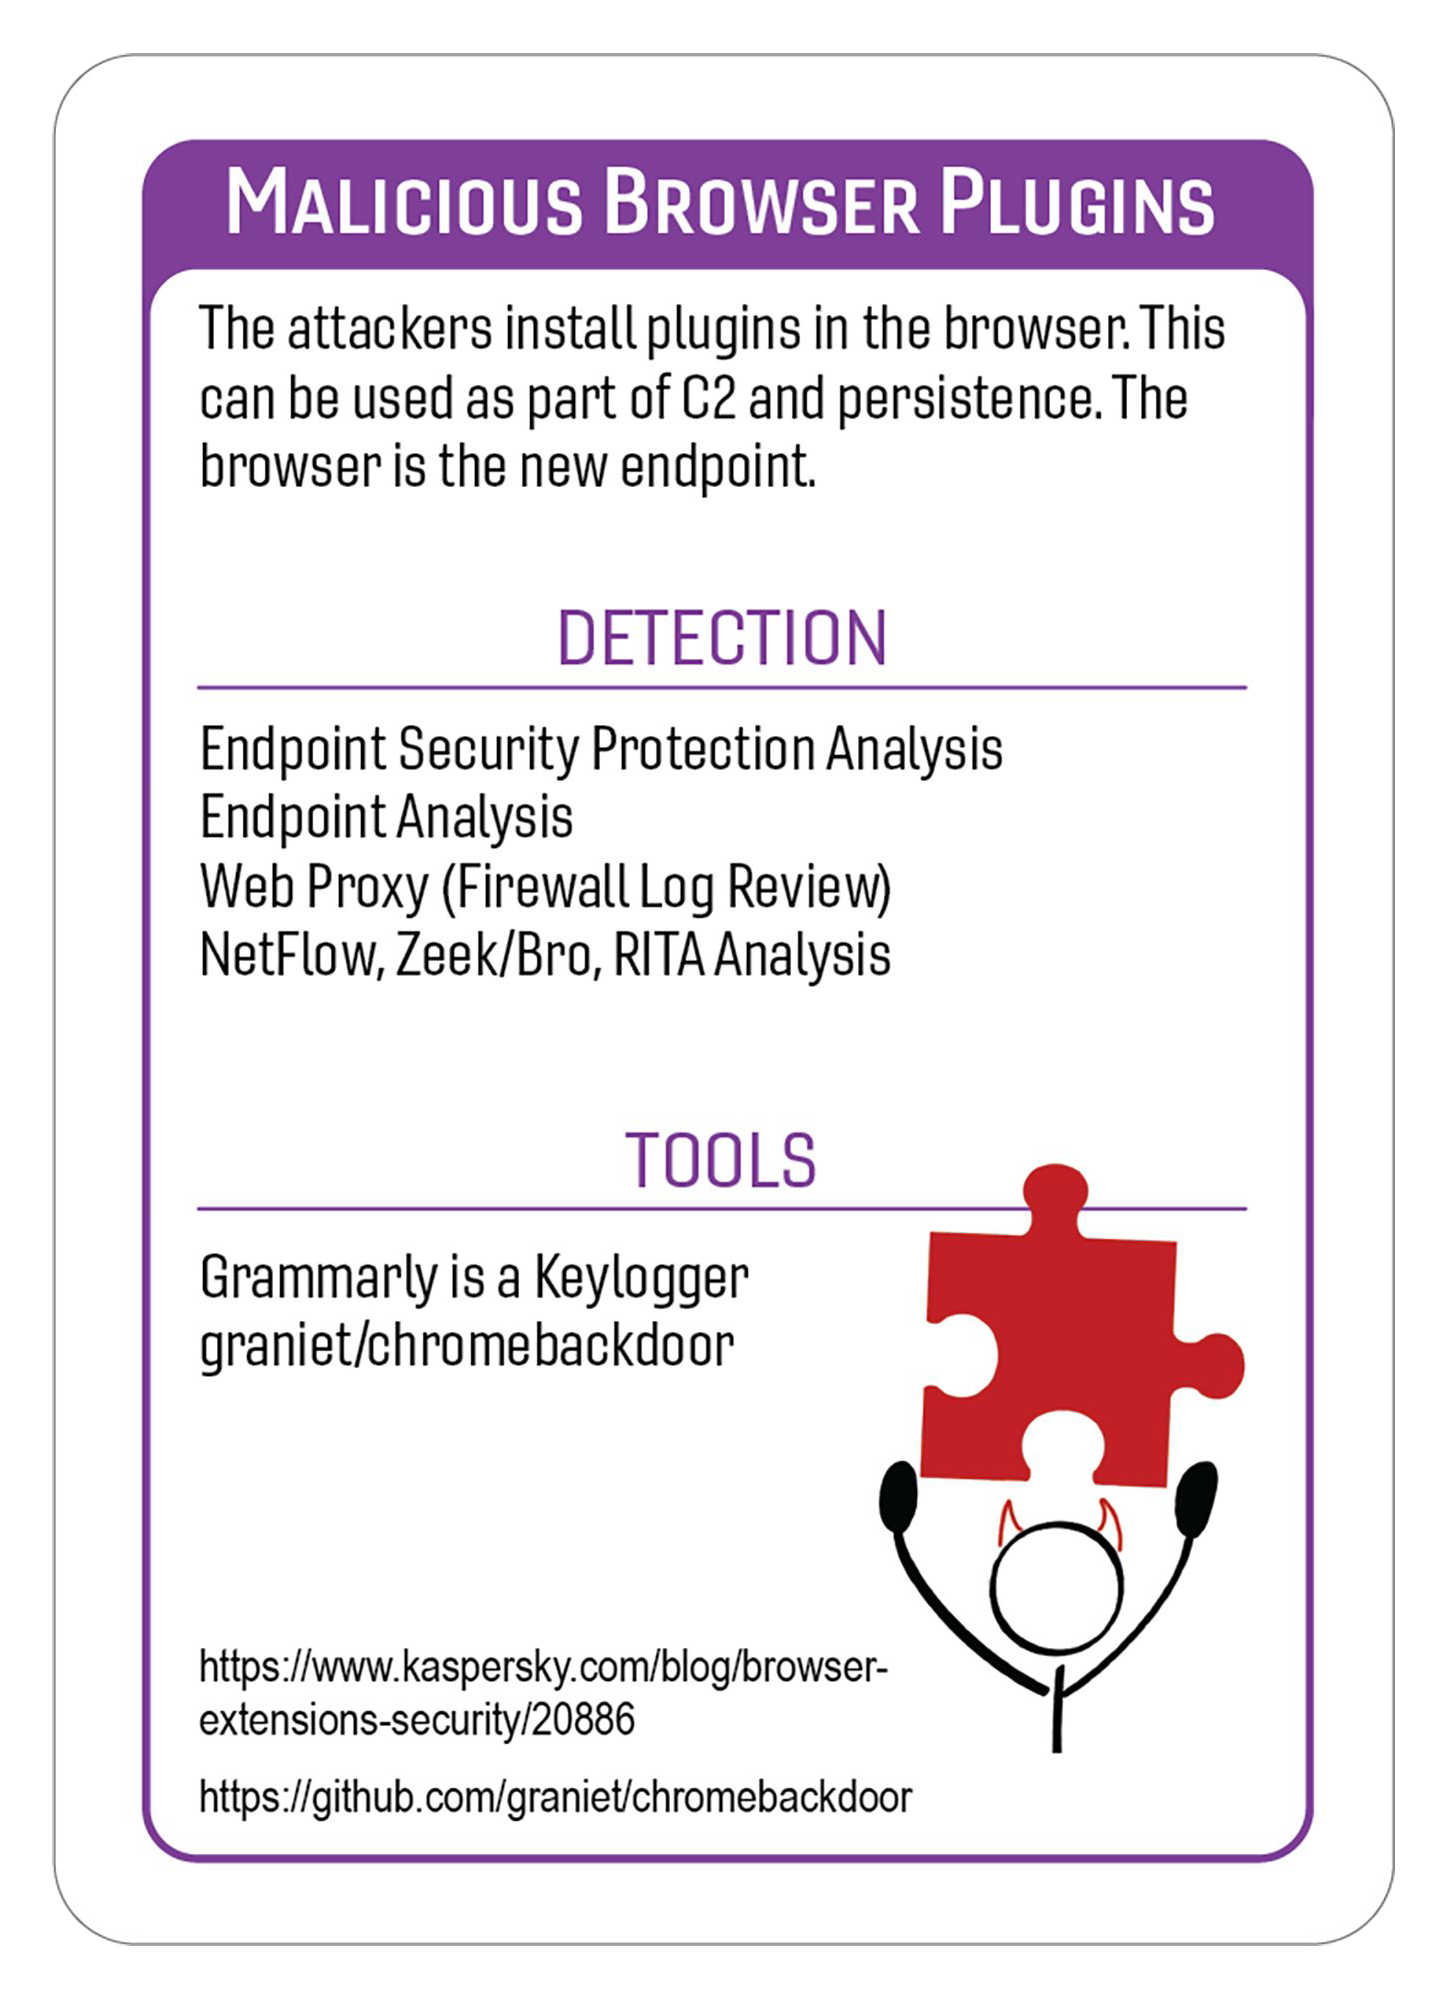 Malicious Browser Plugins
The attackers install plugins in the browser. This
can be used as part of C2 and persistence. The
browser is the new endpoint.
DETECTION
Endpoint Security Protection Analysis
Endpoint Analysis
Web Proxy (Firewall Log Review)
NetFlow, Zeek/Bro, RITA Analysis
TOOLS
Grammarly is a Keylogger
graniet/chromebackdoor
https://www.kaspersky.com/blog/browser-
extensions-security/20886
https://github.com/graniet/chromebackdoor